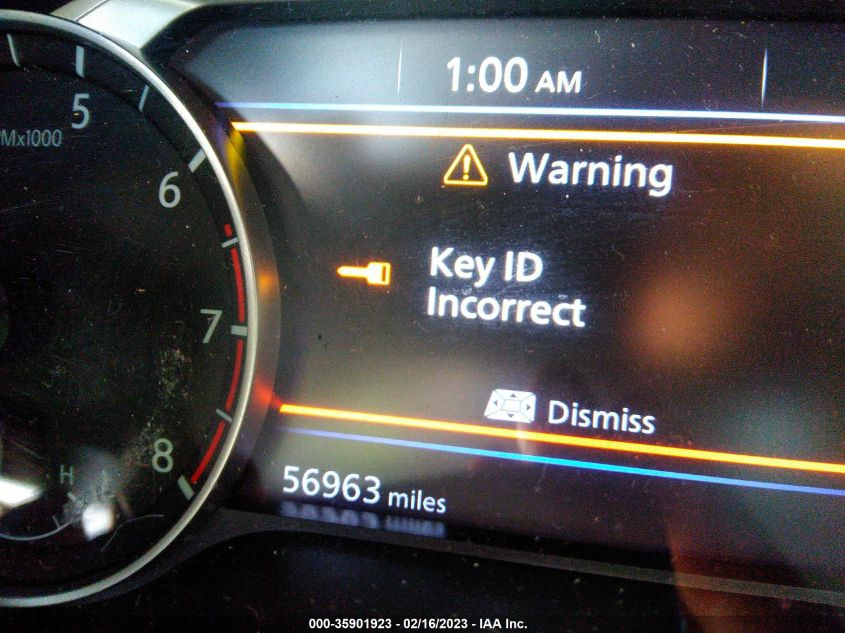 1:00 AM
5
Mx1000
6
7
8
H
Warning
Key ID
Incorrect
Dismiss
56963 miles
000-35901923 - 02/16/2023 - IAA Inc.